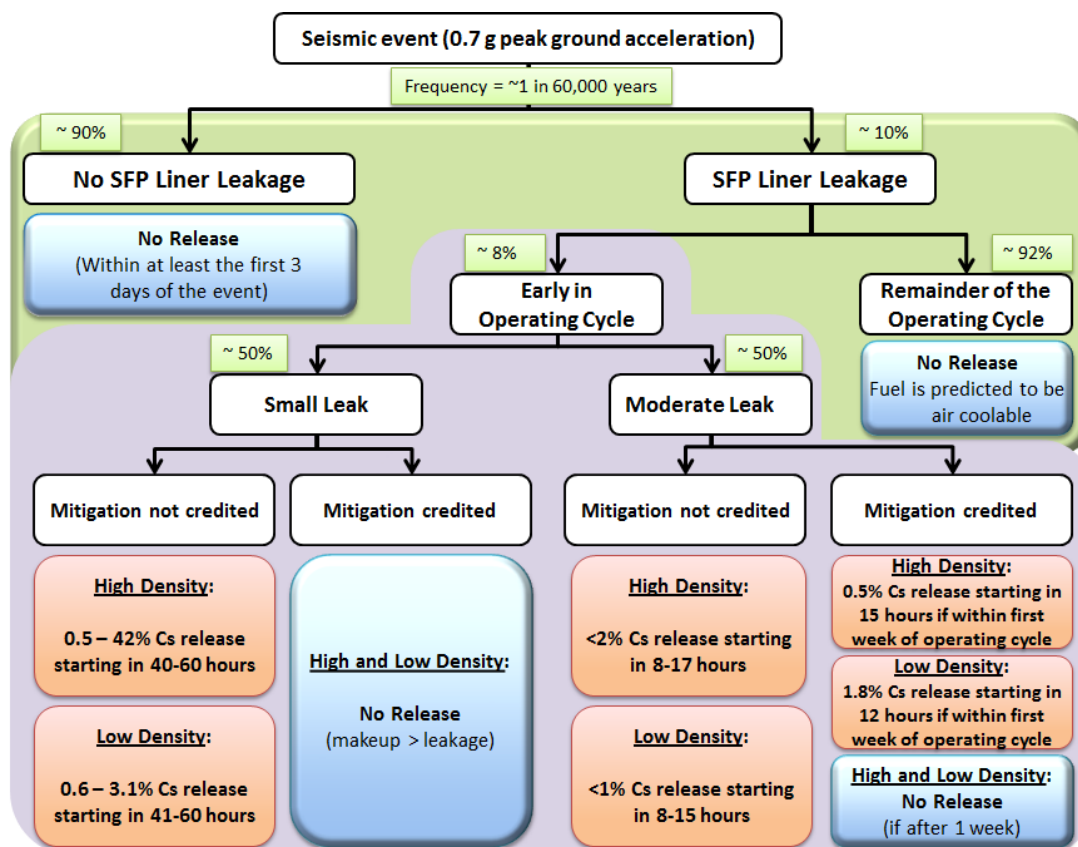 Seismic event (0.7 g peak ground acceleration)
Frequency = ~1 in 60,000 years
~ 90%
~ 10%
No SFP Liner Leakage
SFP Liner Leakage
No Release
(Within at least the first 3
days of the event)
~ 8%
~ 92%
Early in
Operating Cycle
Remainder of the
Operating Cycle
No Release
Fuel is predicted to be
air coolable
~ 50%
~ 50%
Small Leak
Moderate Leak
Mitigation not credited
Mitigation credited
Mitigation not credited
Mitigation credited
High Density:
0.5 – 42% Cs release
starting in 40-60 hours
Low Density:
0.6 – 3.1% Cs release
starting in 41-60 hours
High and Low Density:
No Release
(makeup > leakage)
High Density:
<2% Cs release starting
in 8-17 hours
Low Density:
<1% Cs release starting
in 8-15 hours
High Density:
0.5% Cs release starting in
15 hours if within first
week of operating cycle
Low Density:
1.8% Cs release starting in
12 hours if within first
week of operating cycle
High and Low Density:
No Release
(if after 1 week)